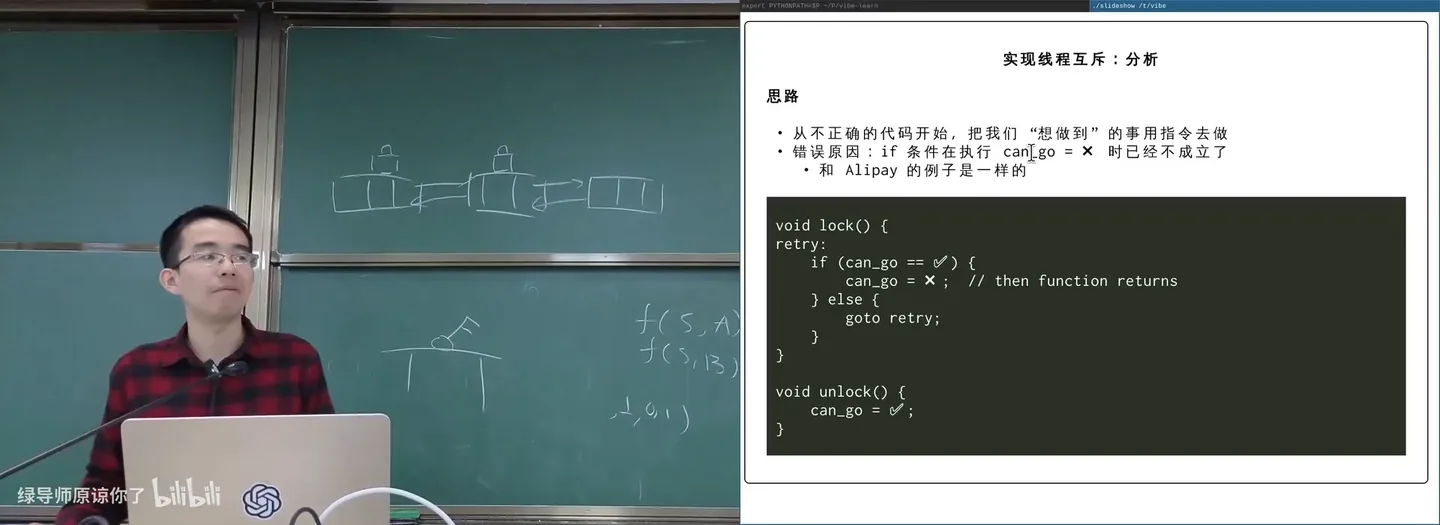 export PYTHONPATH=$P ~/P/vibe-learn
./slideshow /t/vibe
实现线程互斥：分析
思路
• 从不正确的代码开始，把我们 “想做到” 的事用指令去做
• 错误原因：if 条件在执行 can_go = ❌ 时已经不成立了
• 和 Alipay 的例子是一样的
void lock() {
retry:
    if (can_go == ✅) {
        can_go = ❌;  // then function returns
    } else {
        goto retry;
    }
}
void unlock() {
    can_go = ✅;
}
f(S, A)
f(S, B)
,1,0,1)
绿导师原谅你了 bilibili